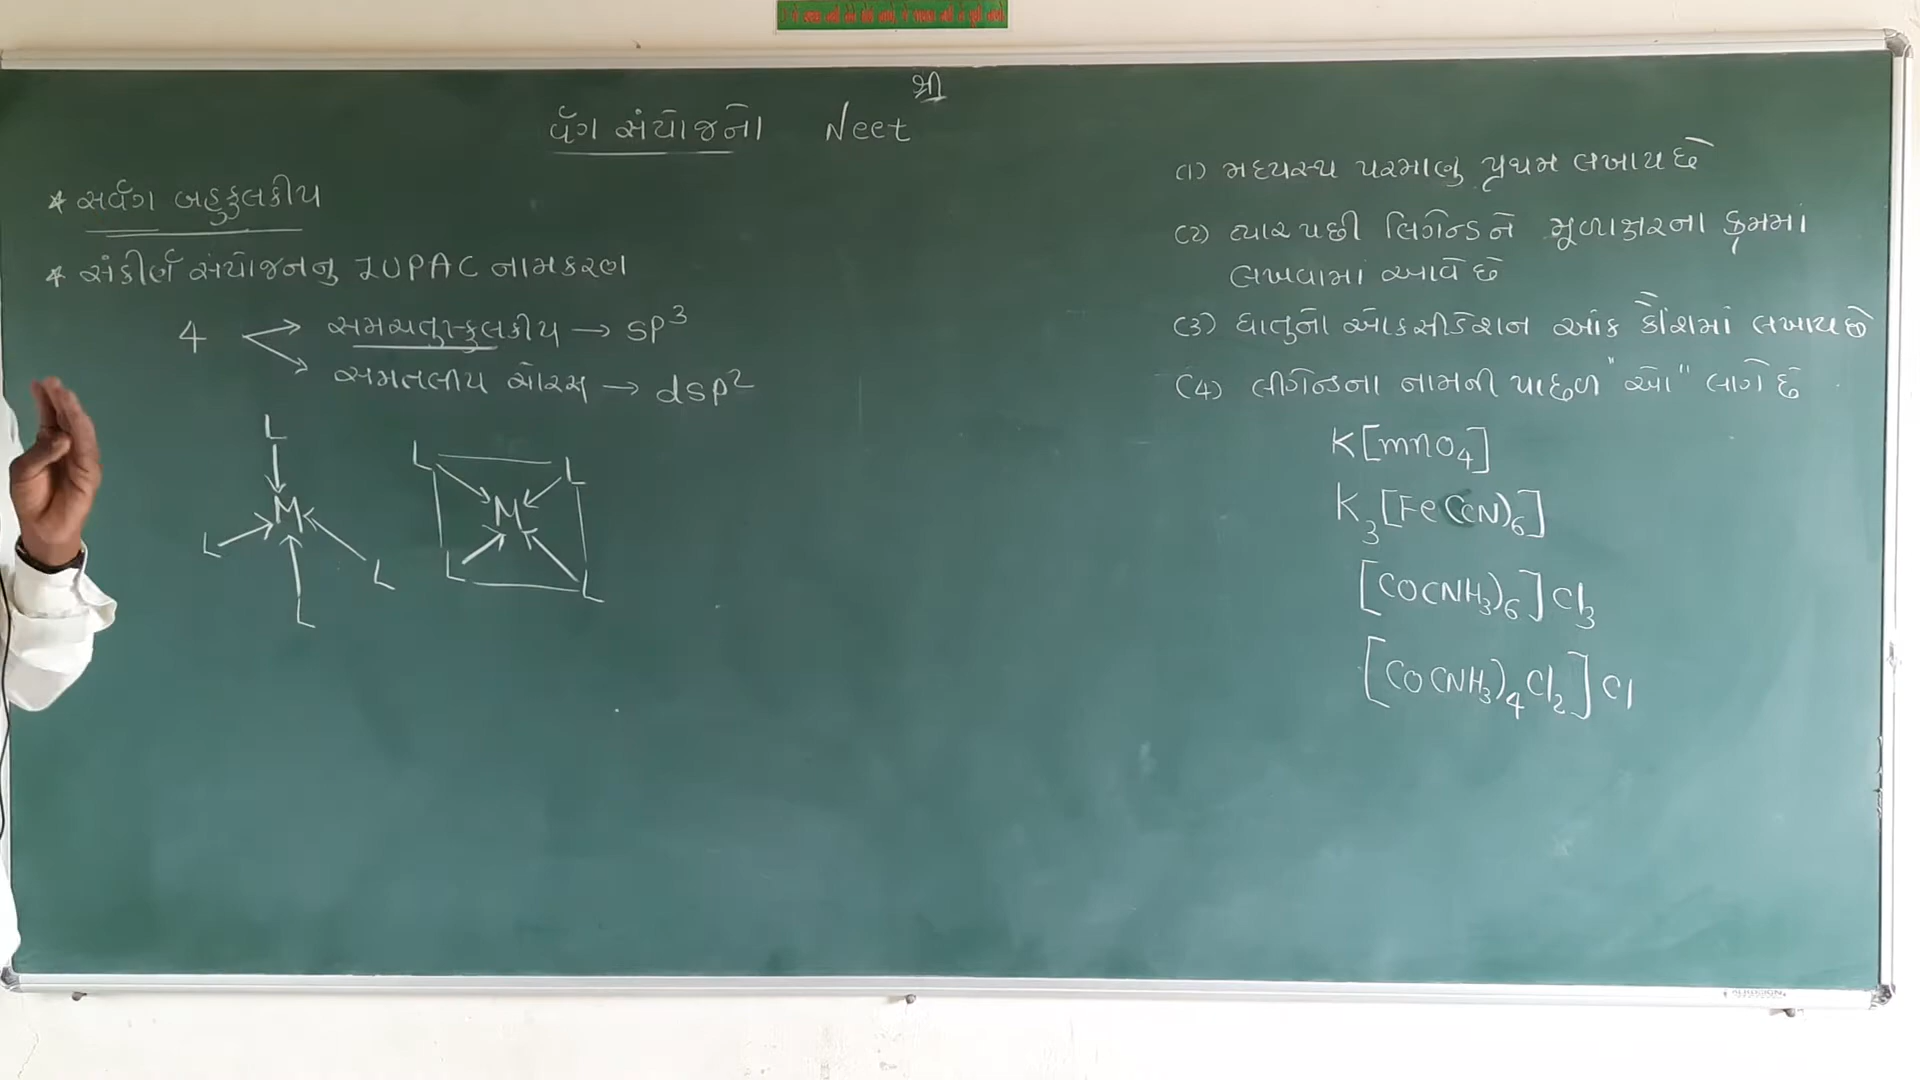 શ્રી
વર્ગ સંયોજનો Neet
* સવર્ગ બહુફલકીય
* સંકીર્ણ સંયોજનનુ IUPAC નામકરણ
4
સમચતુષ્ફલકીય → sp³
સમતલીય ચોરસ → dsp²
L
L L
M M
L L
L L
L
(1) મધ્યસ્થ પરમાણુ પ્રથમ લખાય છે
(2) ત્યાર પછી લિગેન્ડને મૂળાક્ષરના ક્રમમાં
લખવામાં આવે છે
(3) ધાતુનો ઓક્સીડેશન આંક કૌંશમાં લખાય છે
(4) લીગેન્ડના નામની પાછળ "ઓ" લાગે છે
K[mnO₄]
K₃[Fe(CN)₆]
[CO(NH₃)₆]Cl₃
[CO(NH₃)₄Cl₂]Cl